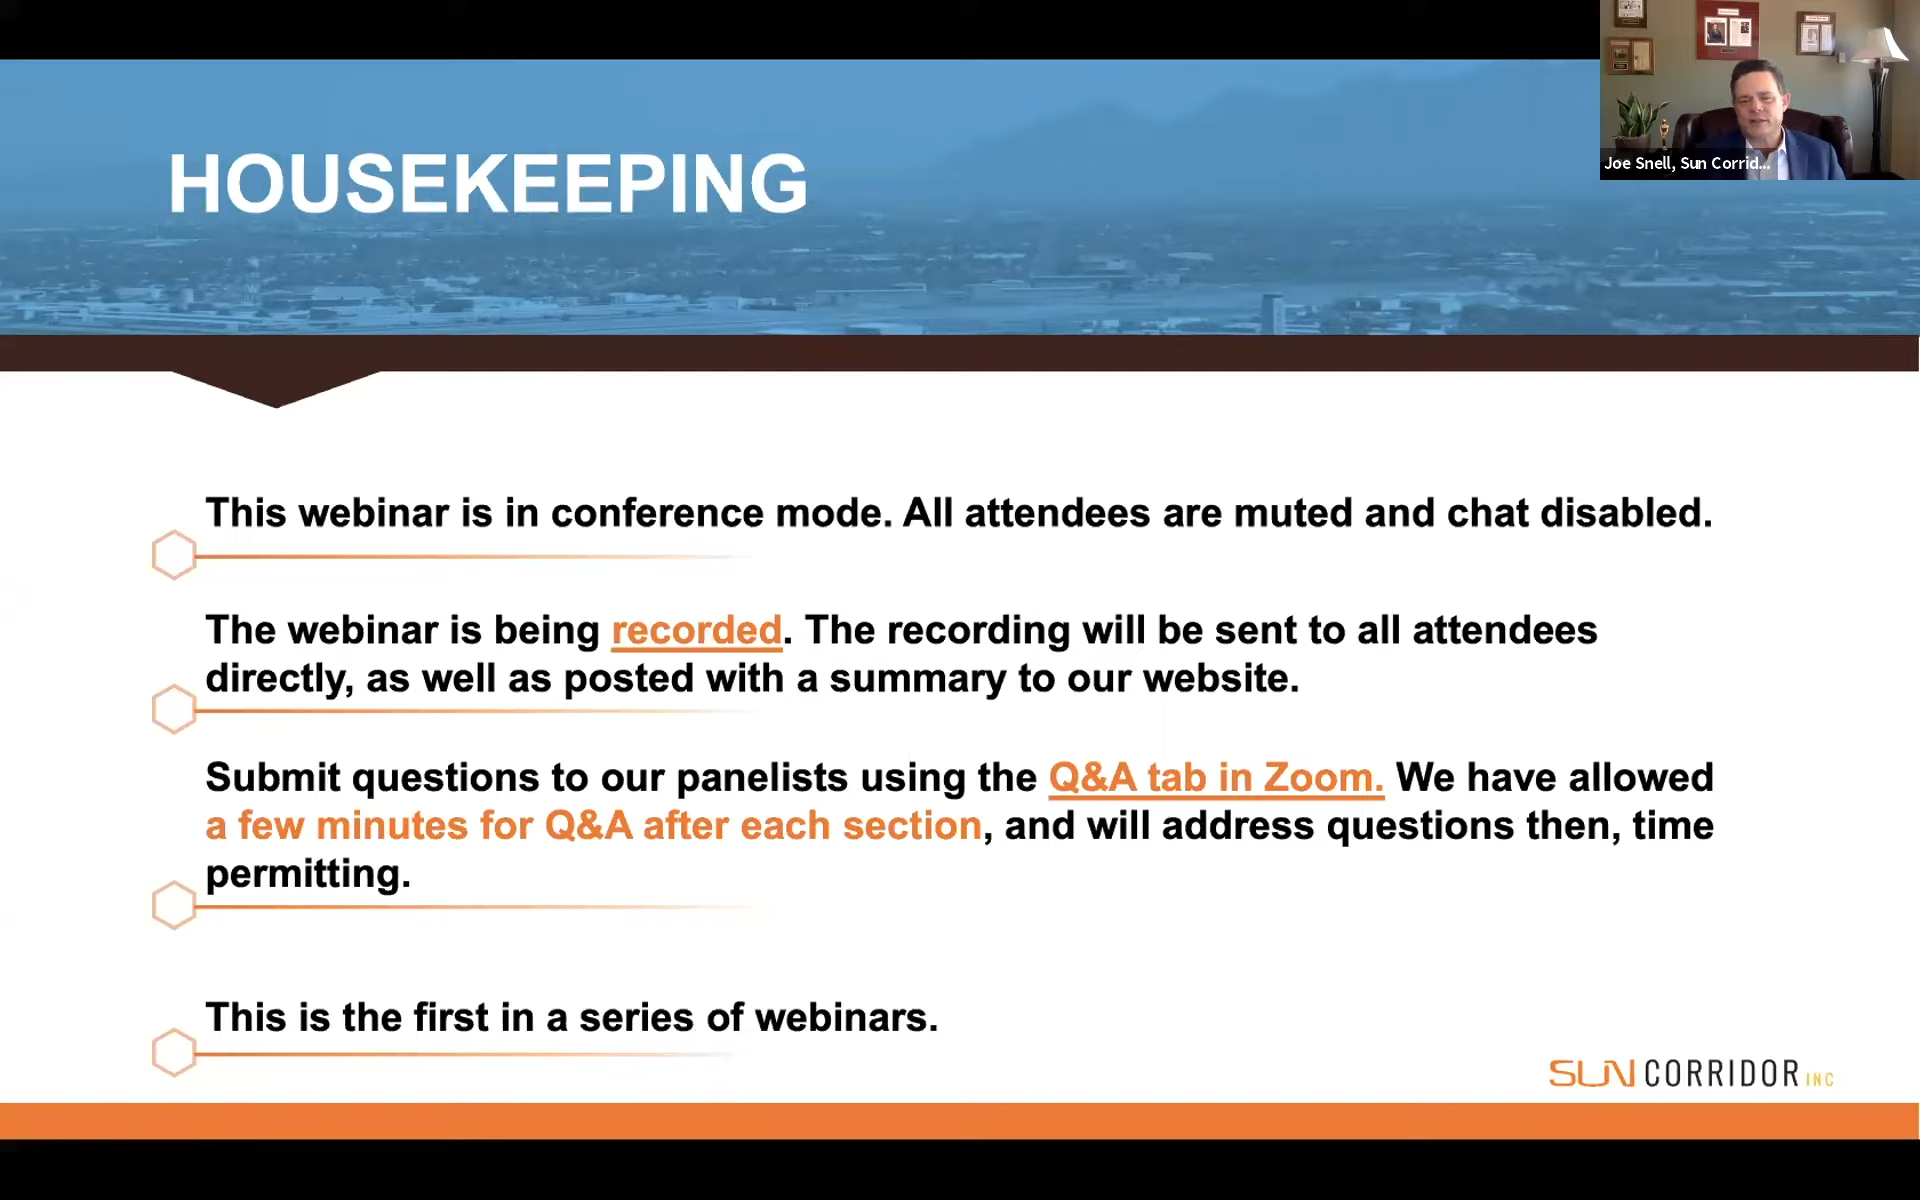 HOUSEKEEPING
Joe Snell, Sun Corrid...
This webinar is in conference mode. All attendees are muted and chat disabled.
The webinar is being recorded. The recording will be sent to all attendees
directly, as well as posted with a summary to our website.
Submit questions to our panelists using the Q&A tab in Zoom. We have allowed
a few minutes for Q&A after each section, and will address questions then, time
permitting.
This is the first in a series of webinars.
SUN CORRIDOR INC